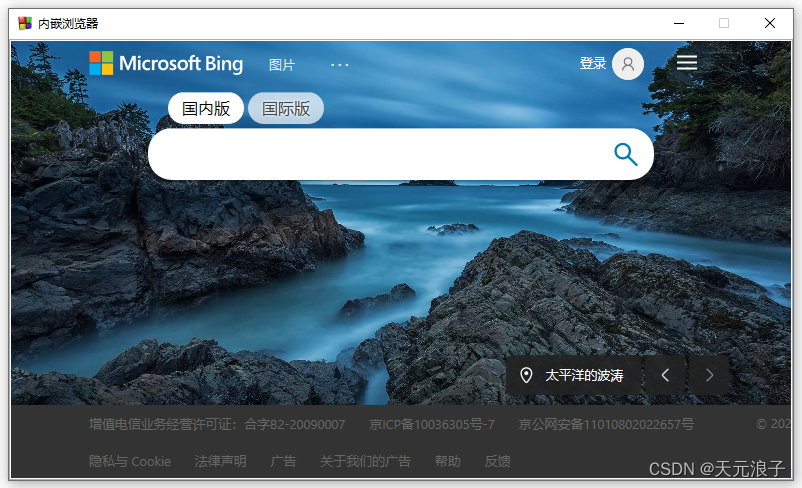 内嵌浏览器
Microsoft Bing 图片 ... 登录
国内版 国际版
太平洋的波涛
增值电信业务经营许可证：合字B2-20090007 京ICP备10036305号-7 京公网安备11010802022657号 © 202
隐私与 Cookie 法律声明 广告 关于我们的广告 帮助 反馈
CSDN @天元浪子